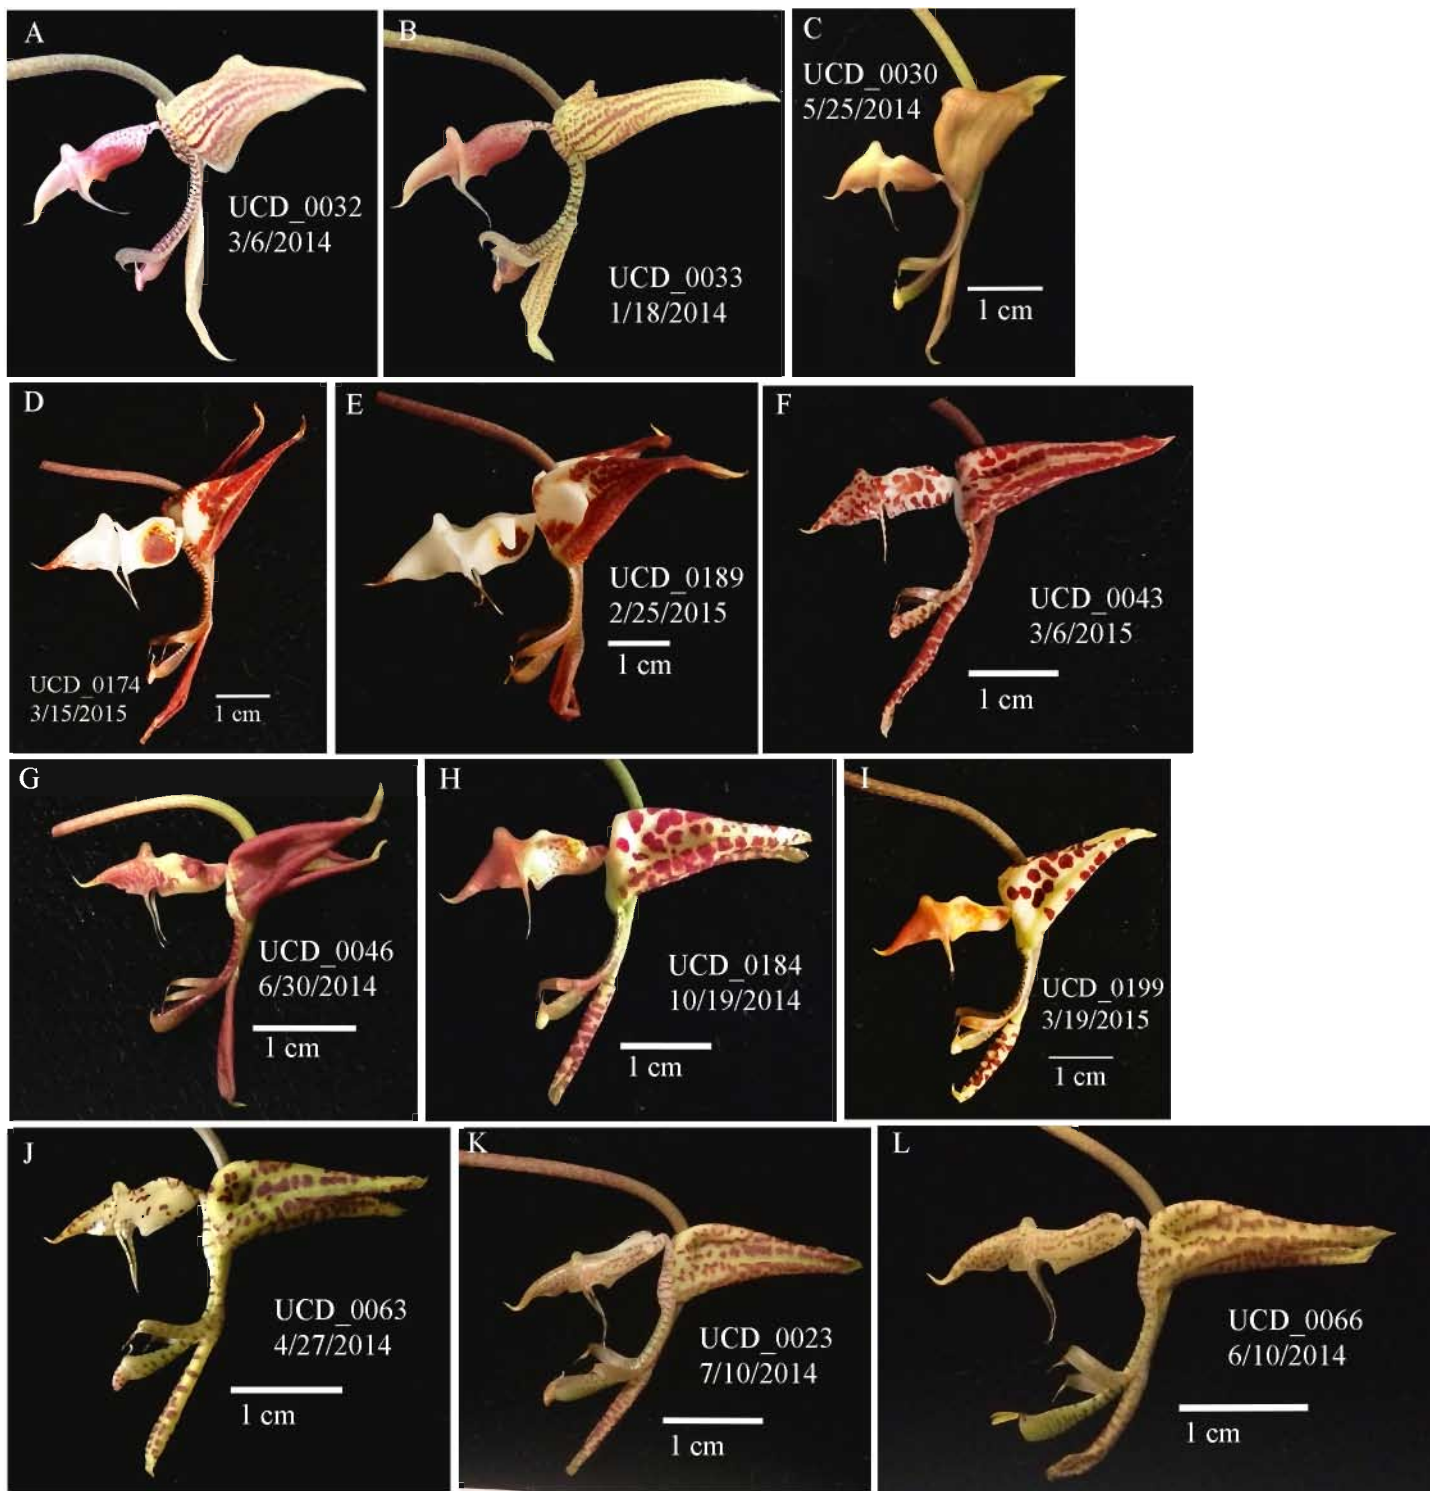 A
UCD_0032
3/6/2014
B
UCD_0033
1/18/2014
C
UCD_0030
5/25/2014
1 cm
D
UCD_0174
3/15/2015
1 cm
E
UCD_0189
2/25/2015
1 cm
F
UCD_0043
3/6/2015
1 cm
G
UCD_0046
6/30/2014
1 cm
H
UCD_0184
10/19/2014
1 cm
I
UCD_0199
3/19/2015
1 cm
J
UCD_0063
4/27/2014
1 cm
K
UCD_0023
7/10/2014
1 cm
L
UCD_0066
6/10/2014
1 cm